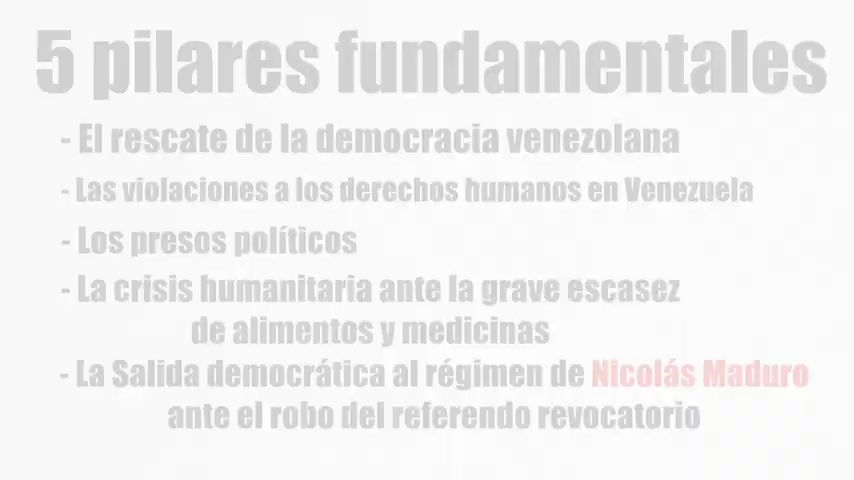 5 pilares fundamentales
- El rescate de la democracia venezolana
- Las violaciones a los derechos humanos en Venezuela
- Los presos políticos
- La crisis humanitaria ante la grave escasez
de alimentos y medicinas
- La Salida democrática al régimen de Nicolás Maduro
ante el robo del referendo revocatorio